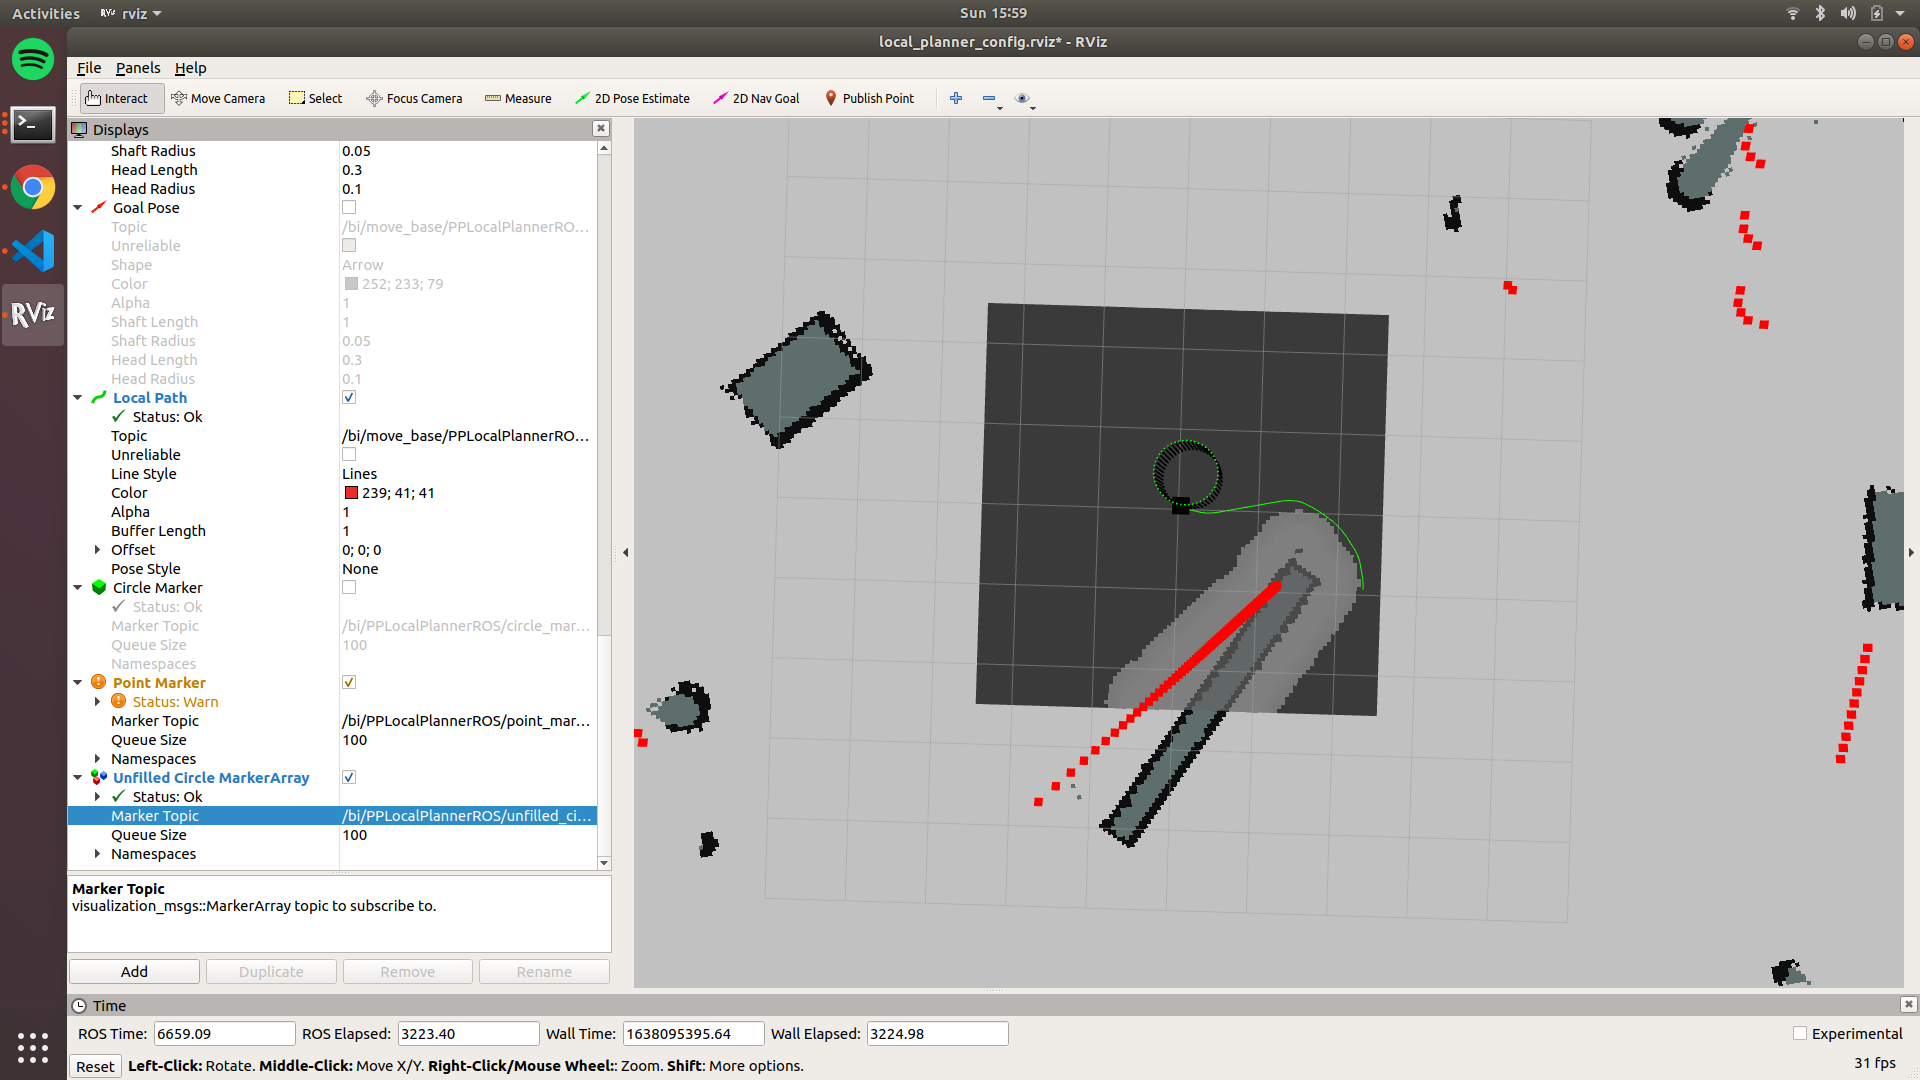 Activities
RViz rviz
Sun 15:59
local_planner_config.rviz* - RViz
File Panels Help
Interact Move Camera Select Focus Camera Measure 2D Pose Estimate 2D Nav Goal Publish Point
Displays
Shaft Radius 0.05
Head Length 0.3
Head Radius 0.1
Goal Pose
Topic /bi/move_base/PPLocalPlannerRO...
Unreliable
Shape Arrow
Color 252; 233; 79
Alpha 1
Shaft Length 1
Shaft Radius 0.05
Head Length 0.3
Head Radius 0.1
Local Path
Status: Ok
Topic /bi/move_base/PPLocalPlannerRO...
Unreliable
Line Style Lines
Color 239; 41; 41
Alpha 1
Buffer Length 1
Offset 0; 0; 0
Pose Style None
Circle Marker
Status: Ok
Marker Topic /bi/PPLocalPlannerROS/circle_mar...
Queue Size 100
Namespaces
Point Marker
Status: Warn
Marker Topic /bi/PPLocalPlannerROS/point_mar...
Queue Size 100
Namespaces
Unfilled Circle MarkerArray
Status: Ok
Marker Topic /bi/PPLocalPlannerROS/unfilled_ci...
Queue Size 100
Namespaces
Marker Topic
visualization_msgs::MarkerArray topic to subscribe to.
Add Duplicate Remove Rename
Time
ROS Time: 6659.09 ROS Elapsed: 3223.40 Wall Time: 1638095395.64 Wall Elapsed: 3224.98 Experimental
Reset Left-Click: Rotate. Middle-Click: Move X/Y. Right-Click/Mouse Wheel:: Zoom. Shift: More options.
31 fps
RViz